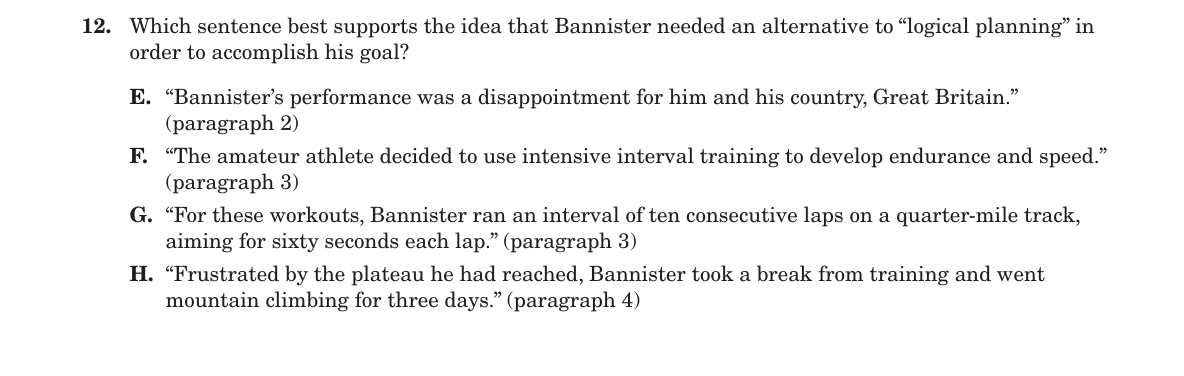 12. Which sentence best supports the idea that Bannister needed an alternative to “logical planning” in
order to accomplish his goal?
E. “Bannister’s performance was a disappointment for him and his country, Great Britain.”
(paragraph 2)
F. “The amateur athlete decided to use intensive interval training to develop endurance and speed.”
(paragraph 3)
G. “For these workouts, Bannister ran an interval of ten consecutive laps on a quarter-mile track,
aiming for sixty seconds each lap.” (paragraph 3)
H. “Frustrated by the plateau he had reached, Bannister took a break from training and went
mountain climbing for three days.” (paragraph 4)